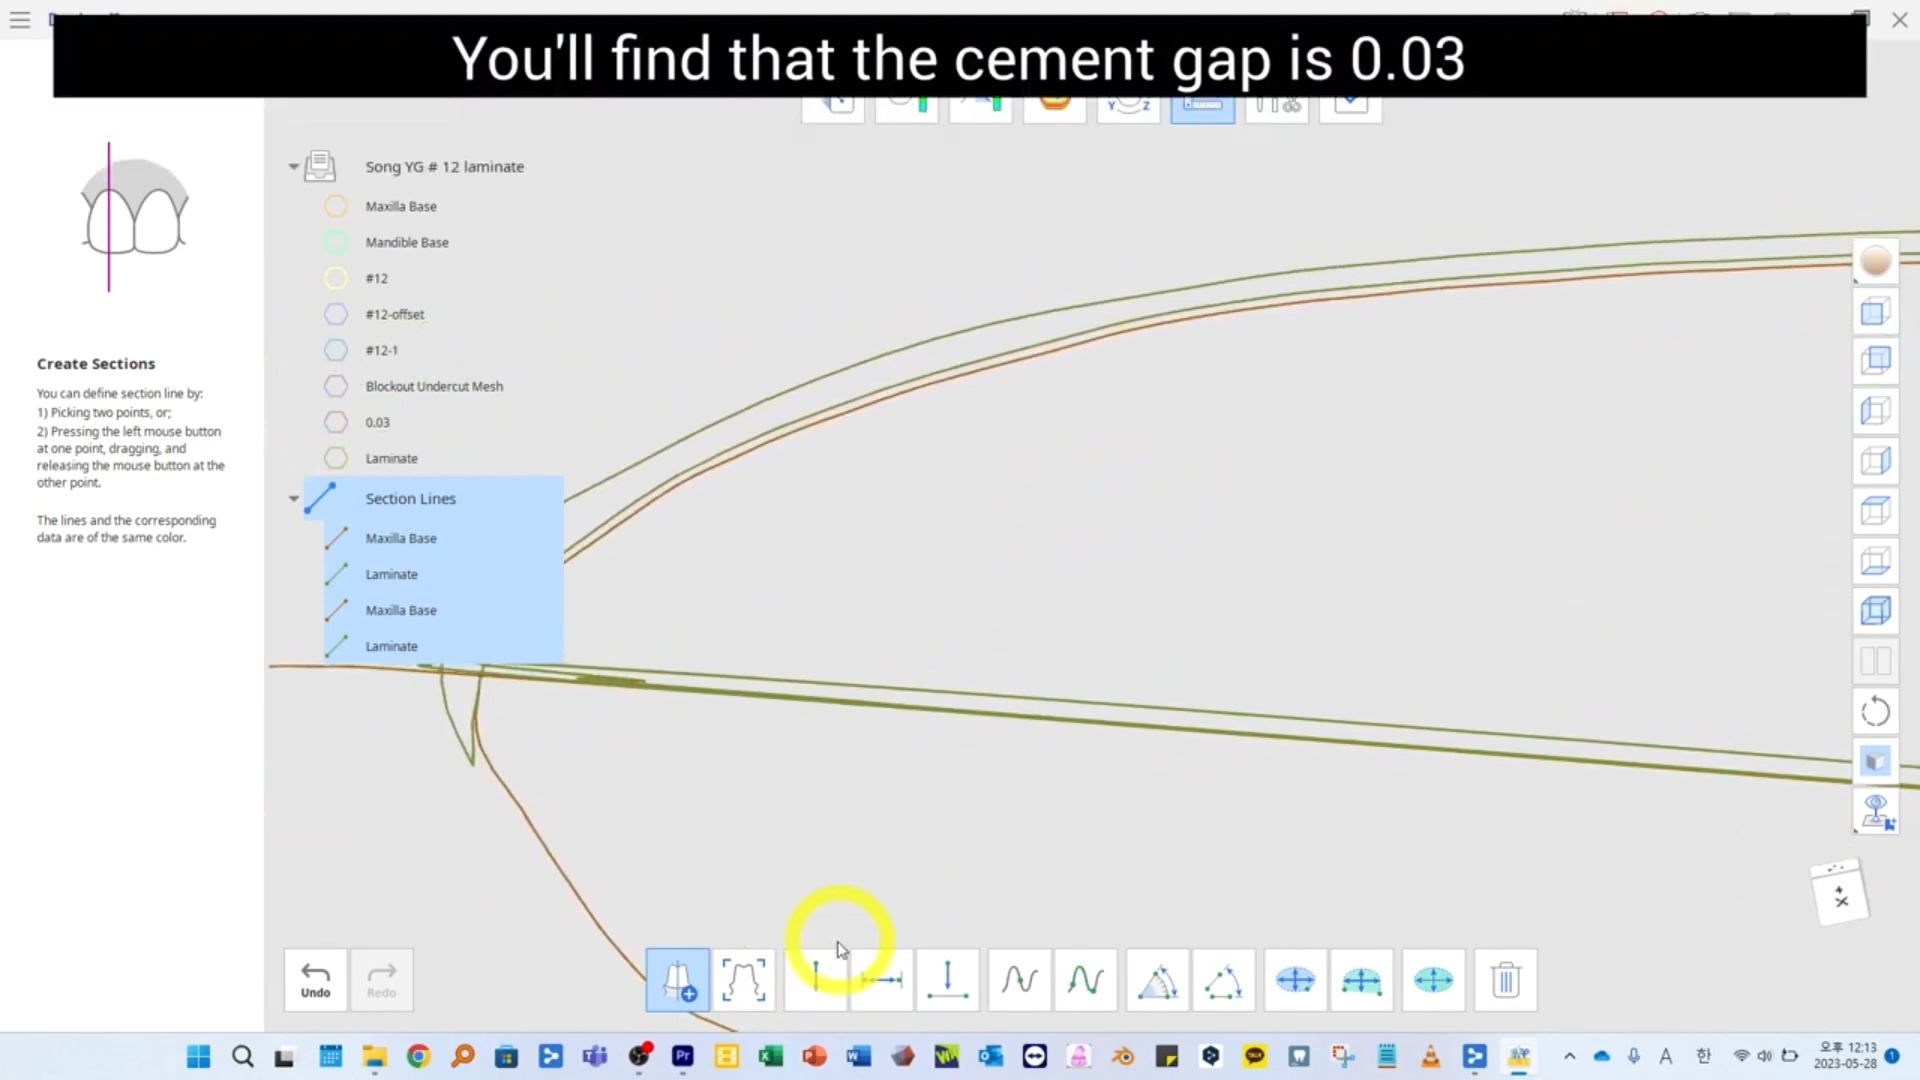 You'll find that the cement gap is 0.03
Song YG # 12 laminate
Maxilla Base
Mandible Base
#12
#12-offset
#12-1
Blockout Undercut Mesh
0.03
Laminate
Section Lines
Maxilla Base
Laminate
Maxilla Base
Laminate
Create Sections
You can define section line by:
1) Picking two points, or;
2) Pressing the left mouse button
at one point, dragging, and
releasing the mouse button at the
other point.
The lines and the corresponding
data are of the same color.
Undo
Redo
오후 12:13
2023-05-28